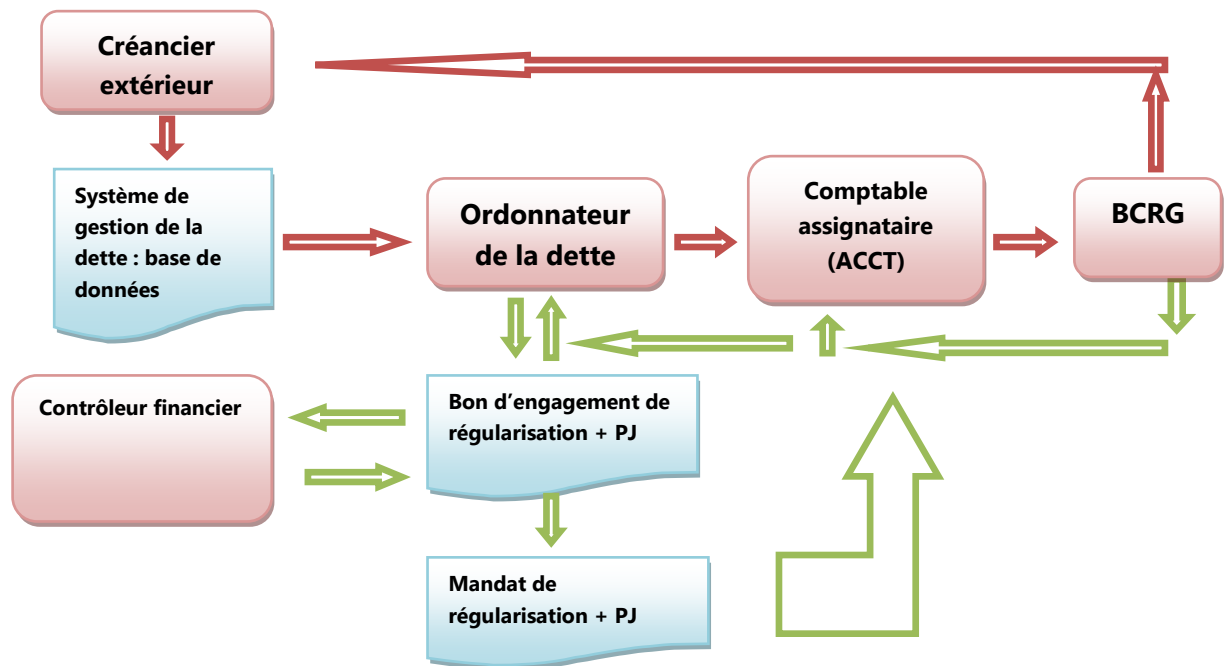 Créancier
extérieur
Système de
gestion de la
dette : base de
données
Ordonnateur
de la dette
Comptable
assignataire
(ACCT)
BCRG
Contrôleur financier
Bon d’engagement de
régularisation + PJ
Mandat de
régularisation + PJ